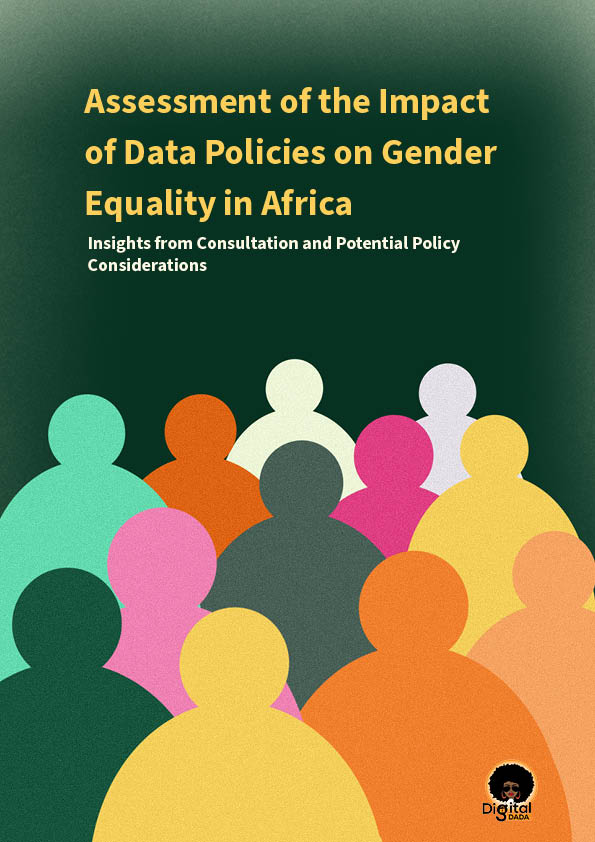 Assessment of the Impact
of Data Policies on Gender
Equality in Africa
Insights from Consultation and Potential Policy
Considerations
Digital
DADA